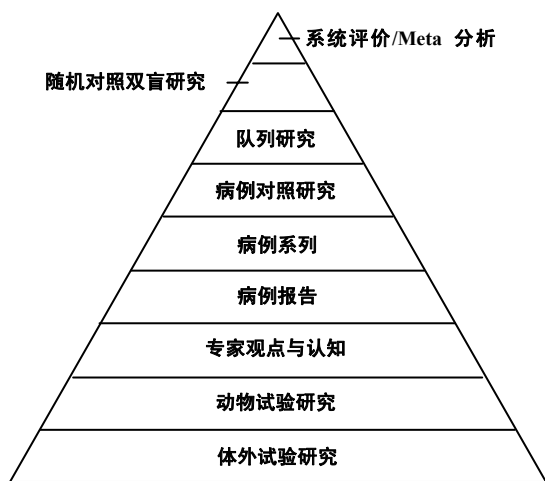 系统评价/Meta 分析
随机对照双盲研究
队列研究
病例对照研究
病例系列
病例报告
专家观点与认知
动物试验研究
体外试验研究